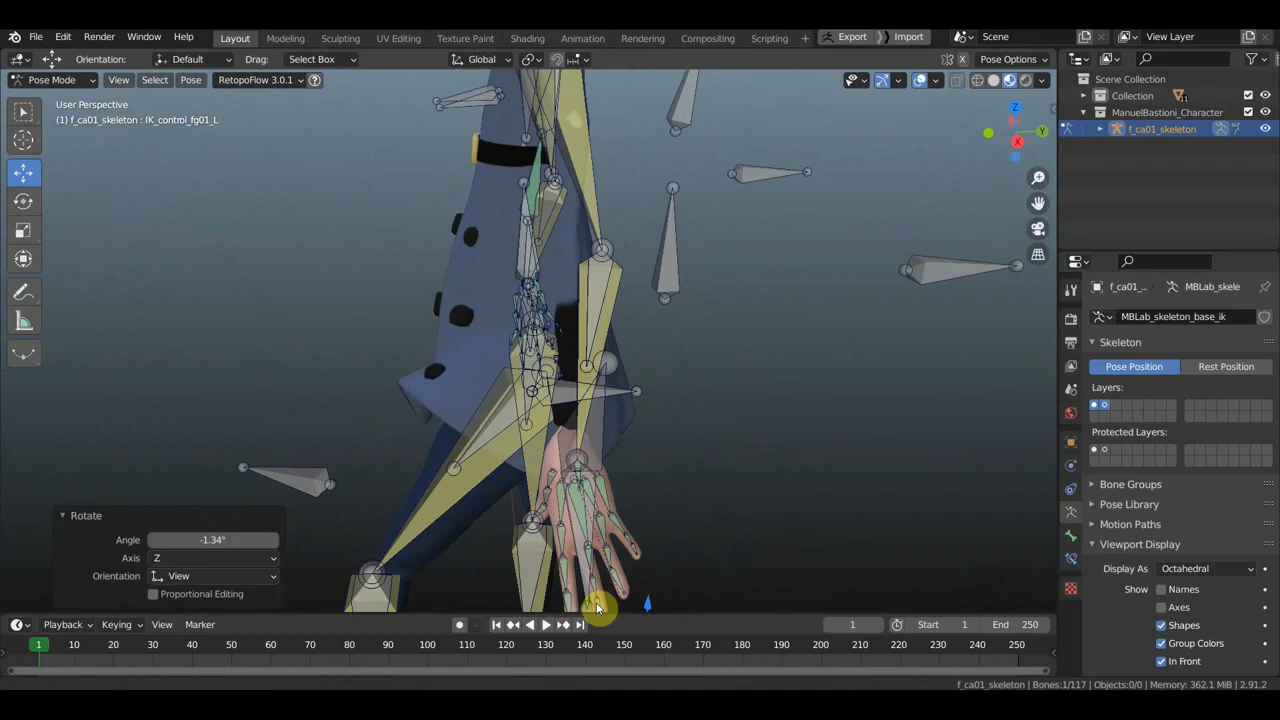 File Edit Render Window Help Layout Modeling Sculpting UV Editing Texture Paint Shading Animation Rendering Compositing Scripting + Export Import Scene View Layer
Orientation: Default Drag: Select Box Global X Pose Options
Pose Mode View Select Pose RetopoFlow 3.0.1
User Perspective
(1) f_ca01_skeleton : IK_control_fg01_L
Z
Y
X
Scene Collection
Collection 11
ManuelBastioni_Character
f_ca01_skeleton
f_ca01_... MBLab_skele
MBLab_skeleton_base_ik
Skeleton
Pose Position Rest Position
Layers:
Protected Layers:
Bone Groups
Pose Library
Motion Paths
Viewport Display
Display As Octahedral
Show Names
Axes
Shapes
Group Colors
In Front
Rotate
Angle -1.34°
Axis Z
Orientation View
Proportional Editing
Playback Keying View Marker 1 Start 1 End 250
1 10 20 30 40 50 60 70 80 90 100 110 120 130 140 150 160 170 180 190 200 210 220 230 240 250
f_ca01_skeleton | Bones:1/117 | Objects:0/0 | Memory: 362.1 MiB | 2.91.2